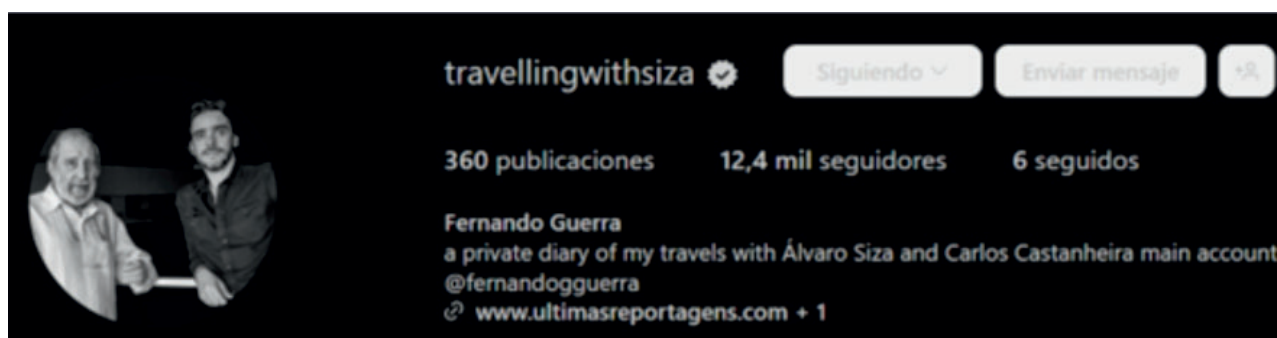 travellingwithsiza Siguiendo Enviar mensaje
360 publicaciones 12,4 mil seguidores 6 seguidos
Fernando Guerra
a private diary of my travels with Álvaro Siza and Carlos Castanheira main account
@fernandogguerra
www.ultimasreportagens.com + 1